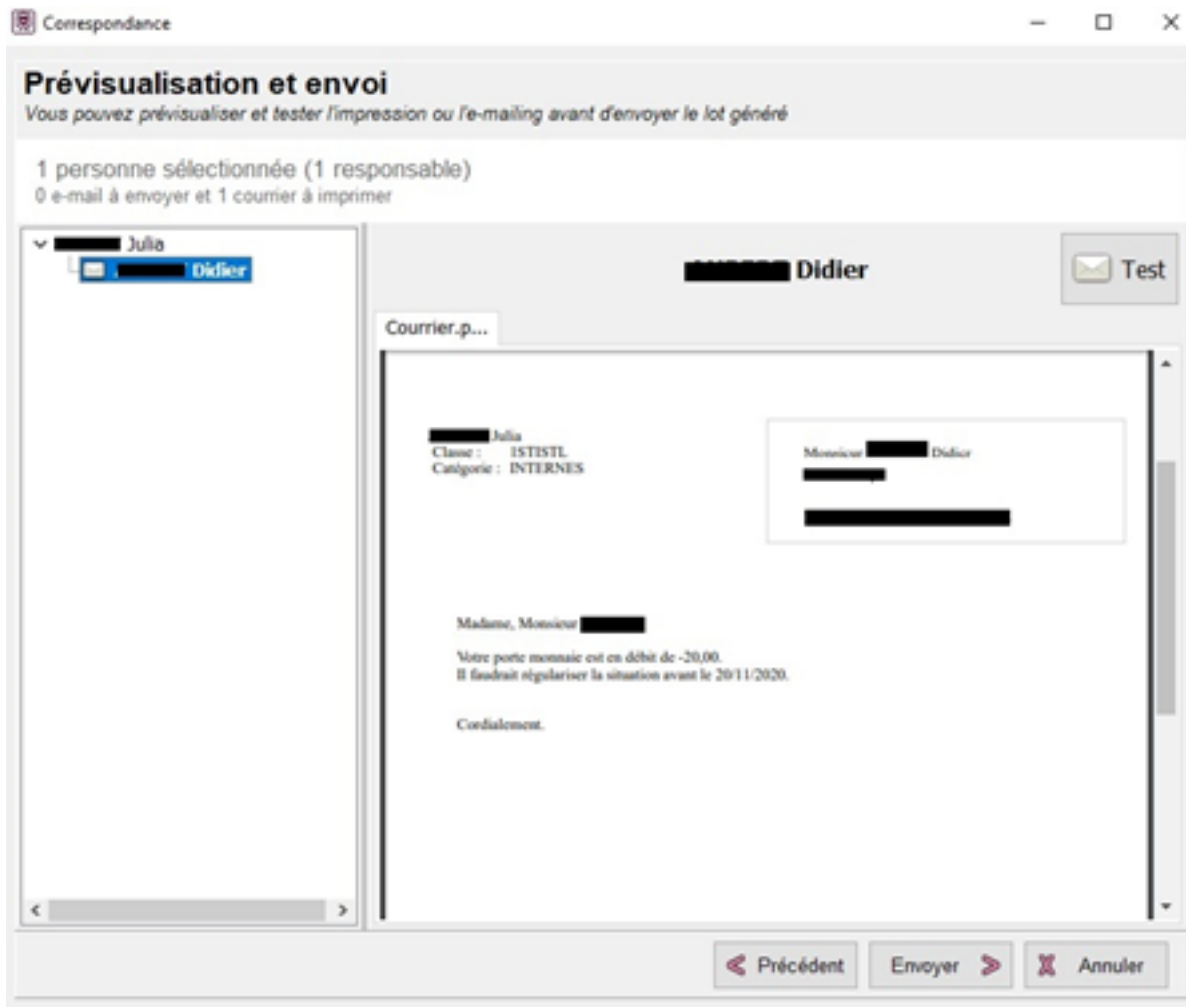 Correspondance
Prévisualisation et envoi
Vous pouvez prévisualiser et tester l'impression ou l'e-mailing avant d'envoyer le lot généré
1 personne sélectionnée (1 responsable)
0 e-mail à envoyer et 1 courrier à imprimer
Julia
Didier
Didier
Test
Courrier.p...
Julia
Classe : 1STISTL
Catégorie : INTERNES
Monsieur Didier
Madame, Monsieur
Votre porte monnaie est en débit de -20,00.
Il faudrait régulariser la situation avant le 20/11/2020.
Cordialement.
Précédent
Envoyer
Annuler